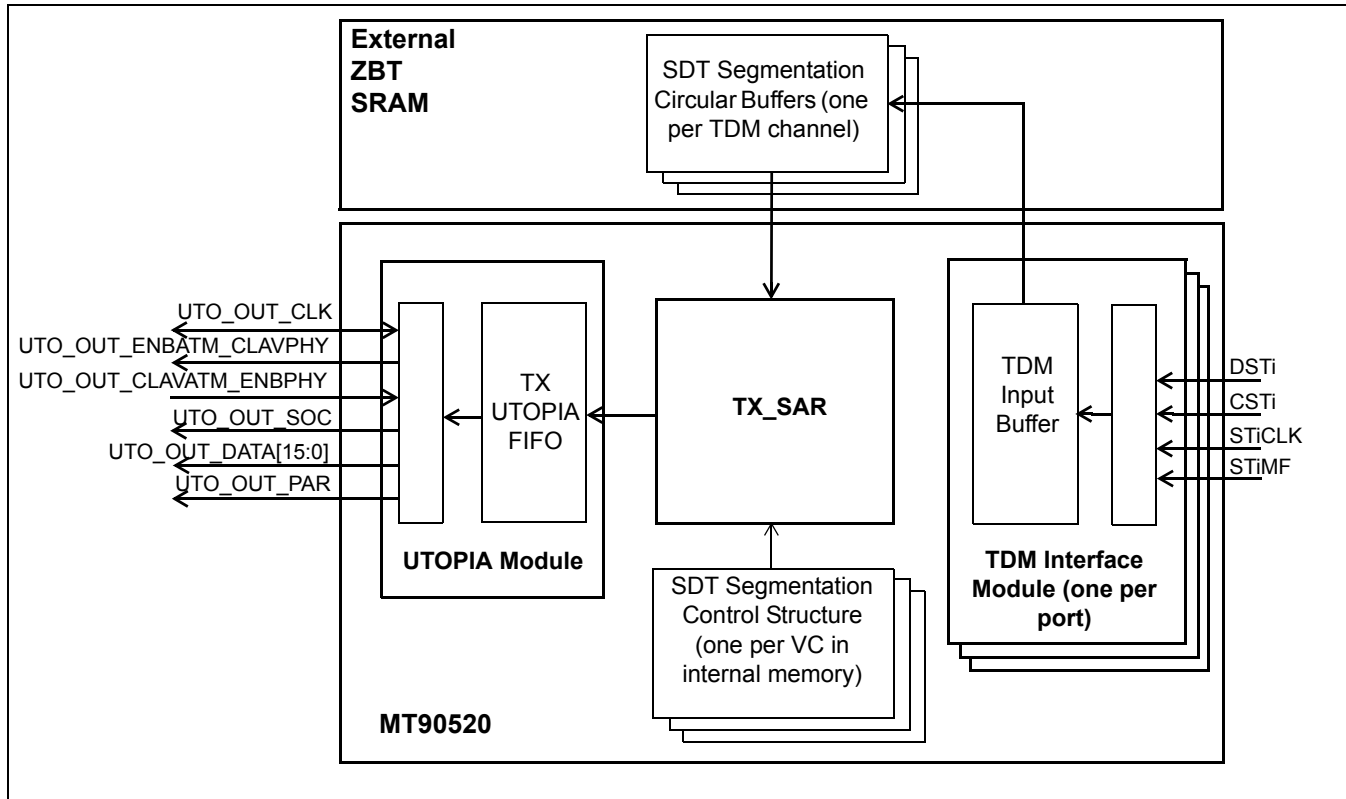 External
ZBT
SRAM
SDT Segmentation
Circular Buffers (one
per TDM channel)
UTO_OUT_CLK
UTO_OUT_ENBATM_CLAVPHY
UTO_OUT_CLAVATM_ENBPHY
UTO_OUT_SOC
UTO_OUT_DATA[15:0]
UTO_OUT_PAR
TX
UTOPIA
FIFO
UTOPIA Module
TX_SAR
SDT Segmentation
Control Structure
(one per VC in
internal memory)
TDM
Input
Buffer
TDM Interface
Module (one per
port)
DSTi
CSTi
STiCLK
STiMF
MT90520